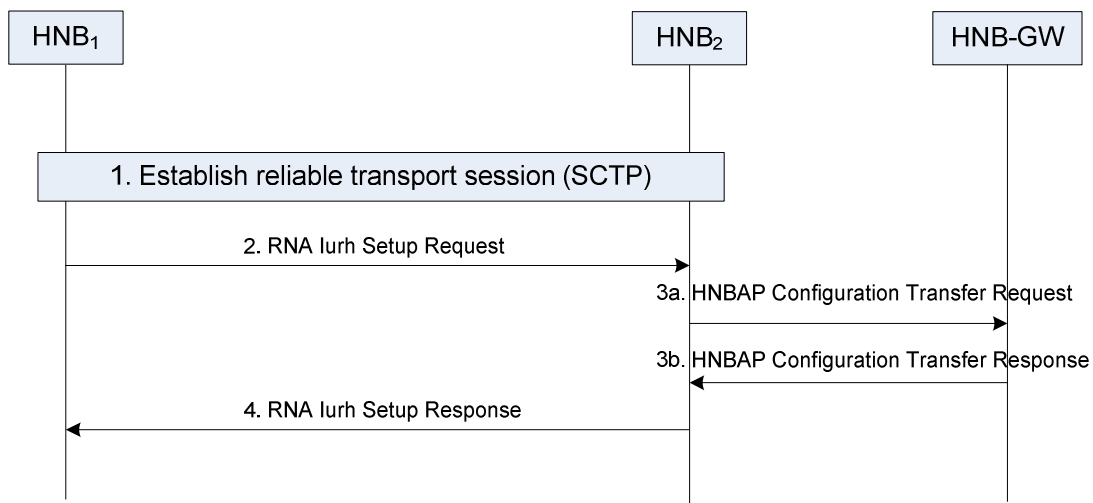 HNB₁
HNB₂
HNB-GW
1. Establish reliable transport session (SCTP)
2. RNA Iurh Setup Request
3a. HNBAP Configuration Transfer Request
3b. HNBAP Configuration Transfer Response
4. RNA Iurh Setup Response